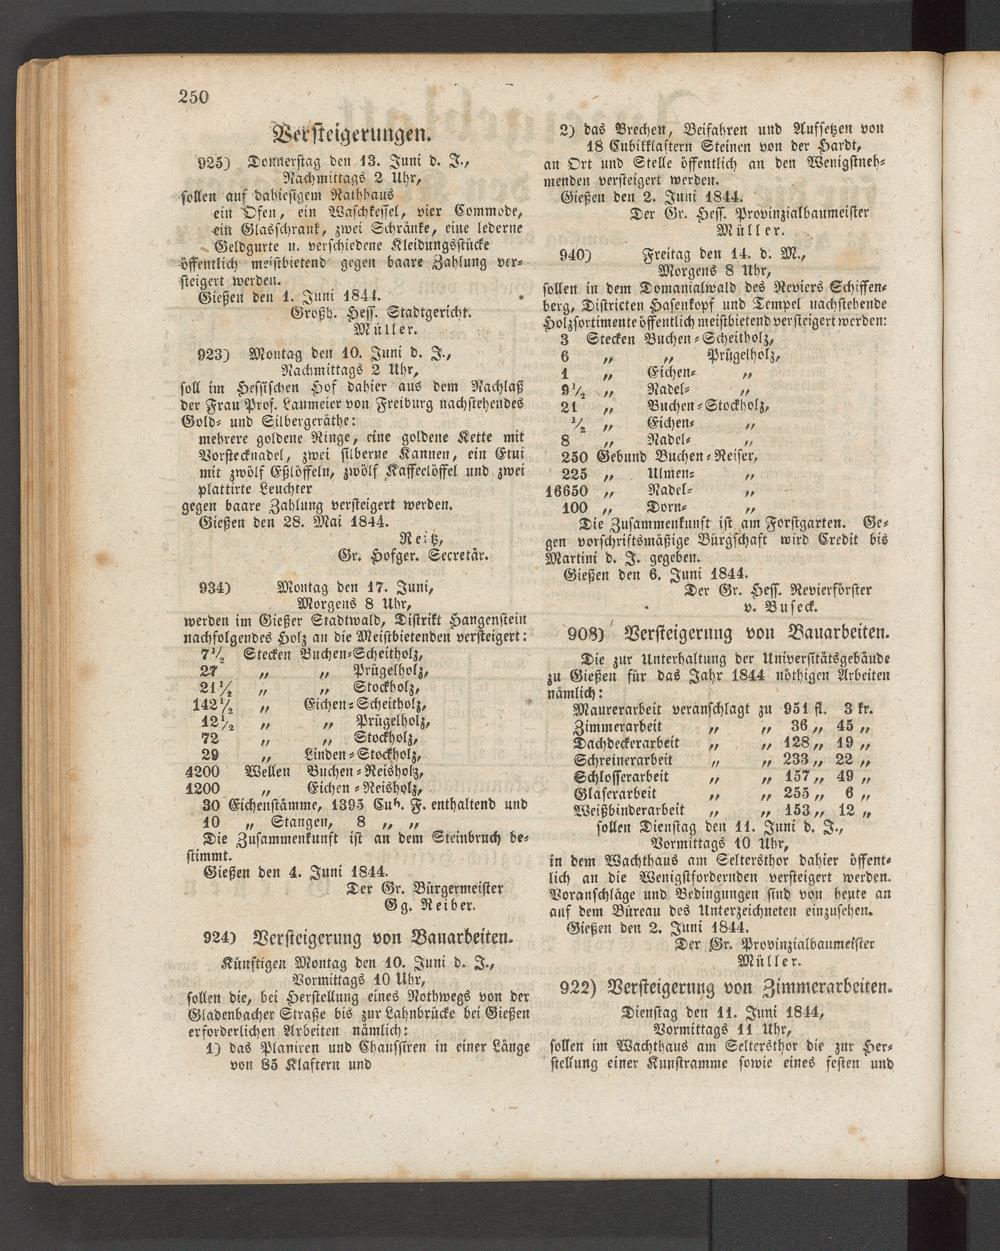 250
Versteigerungen.
925) Donnerstag den 13. Juni d. J.,
Nachmittags 2 Uhr,
sollen auf dahiesigem Rathhaus
ein Ofen, ein Waschkessel, vier Commode,
ein Glasschrank, zwei Schränke, eine lederne
Geldgurte u. verschiedene Kleidungsstücke
öffentlich meistbietend gegen baare Zahlung ver-
steigert werden.
Gießen den 1. Juni 1844.
Großh. Hess. Stadtgericht.
Müller.
923) Montag den 10. Juni d. J.,
Nachmittags 2 Uhr,
soll im Hessischen Hof dahier aus dem Nachlaß
der Frau Prof. Laumeier von Freiburg nachstehendes
Gold- und Silbergeräthe:
mehrere goldene Ringe, eine goldene Kette mit
Vorstecknadel, zwei silberne Kannen, ein Etui
mit zwölf Eßlöffeln, zwölf Kaffeelöffel und zwei
plattirte Leuchter
gegen baare Zahlung versteigert werden.
Gießen den 28. Mai 1844.
Reitz,
Gr. Hofger. Secretär.
934) Montag den 17. Juni,
Morgens 8 Uhr,
werden im Gießer Stadtwald, Distrikt Hangenstein
nachfolgendes Holz an die Meistbietenden versteigert:
7½ Stecken Buchen-Scheitholz,
27 „ „ Prügelholz,
21½ „ „ Stockholz,
142½ „ Eichen-Scheitholz,
12½ „ „ Prügelholz,
72 „ „ Stockholz,
29 „ Linden-Stockholz,
4200 Wellen Buchen-Reisholz,
1200 „ Eichen-Reisholz,
30 Eichenstämme, 1395 Cub. F. enthaltend und
10 „ Stangen, 8 „ „
Die Zusammenkunft ist an dem Steinbruch be-
stimmt.
Gießen den 4. Juni 1844.
Der Gr. Bürgermeister
Gg. Reiber.
924) Versteigerung von Bauarbeiten.
Künftigen Montag den 10. Juni d. J.,
Vormittags 10 Uhr,
sollen die, bei Herstellung eines Nothwegs von der
Gladenbacher Straße bis zur Lahnbrücke bei Gießen
erforderlichen Arbeiten nämlich:
1) das Planiren und Chaussiren in einer Länge
von 85 Klaftern und
2) das Brechen, Beifahren und Aufsetzen von
18 Cubikklaftern Steinen von der Hardt,
an Ort und Stelle öffentlich an den Wenigstneh-
menden versteigert werden.
Gießen den 2. Juni 1844.
Der Gr. Hess. Provinzialbaumeister
Müller.
940) Freitag den 14. d. M.,
Morgens 8 Uhr,
sollen in dem Domanialwald des Reviers Schiffen-
berg, Districten Hasenkopf und Tempel nachstehende
Holzsortimente öffentlich meistbietend versteigert werden:
3 Stecken Buchen-Scheitholz,
6 „ „ Prügelholz,
1 „ Eichen- „
9½ „ Nadel- „
21 „ Buchen-Stockholz,
½ „ Eichen- „
8 „ Nadel- „
250 Gebund Buchen-Reiser,
225 „ Ulmen- „
16650 „ Nadel- „
100 „ Dorn- „
Die Zusammenkunft ist am Forstgarten. Ge-
gen vorschriftsmäßige Bürgschaft wird Credit bis
Martini d. J. gegeben.
Gießen den 6. Juni 1844.
Der Gr. Hess. Revierförster
v. Buseck.
908) Versteigerung von Bauarbeiten.
Die zur Unterhaltung der Universitätsgebäude
zu Gießen für das Jahr 1844 nöthigen Arbeiten
nämlich:
Maurerarbeit veranschlagt zu 951 fl. 3 kr.
Zimmerarbeit „ „ 36 „ 45 „
Dachdeckerarbeit „ „ 128 „ 19 „
Schreinerarbeit „ „ 233 „ 22 „
Schlosserarbeit „ „ 157 „ 49 „
Glaserarbeit „ „ 255 „ 6 „
Weißbinderarbeit „ „ 153 „ 12 „
sollen Dienstag den 11. Juni d. J.,
Vormittags 10 Uhr,
in dem Wachthaus am Seltersthor dahier öffent-
lich an die Wenigstfordernden versteigert werden.
Voranschläge und Bedingungen sind von heute an
auf dem Büreau des Unterzeichneten einzusehen.
Gießen den 2. Juni 1844.
Der Gr. Provinzialbaumeister
Müller.
922) Versteigerung von Zimmerarbeiten.
Dienstag den 11. Juni 1844,
Vormittags 11 Uhr,
sollen im Wachthaus am Seltersthor die zur Her-
stellung einer Kunstramme sowie eines festen und